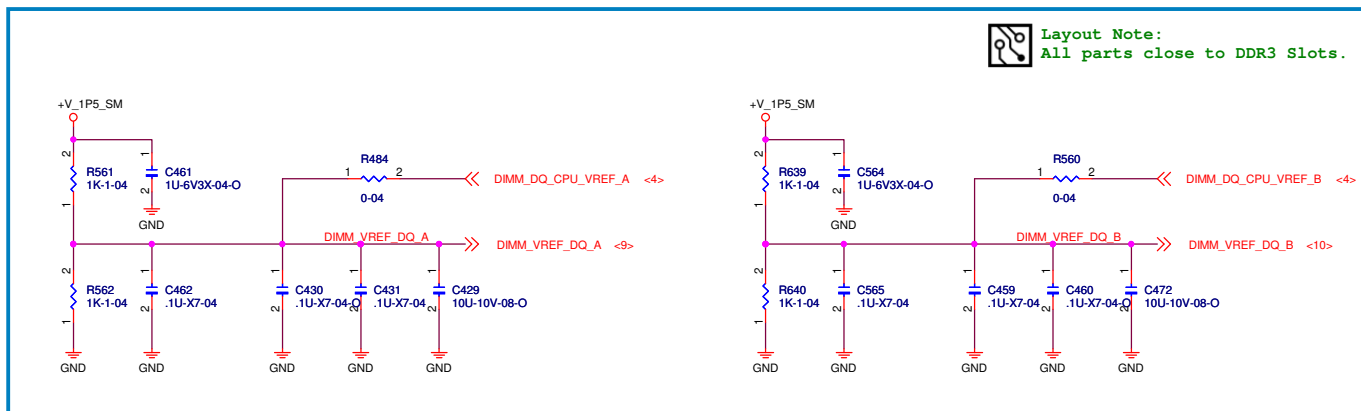 Layout Note:
All parts close to DDR3 Slots.
+V_1P5_SM
2
R561
1K-1-04
1
1
C461
1U-6V3X-04-O
2
GND
R484
1
2
0-04
DIMM_DQ_CPU_VREF_A <4>
DIMM_VREF_DQ_A
DIMM_VREF_DQ_A <9>
2
R562
1K-1-04
1
GND
1
C462
.1U-X7-04
2
GND
1
C430
.1U-X7-04-O
2
GND
1
C431
.1U-X7-04
2
GND
1
C429
10U-10V-08-O
2
GND
+V_1P5_SM
2
R639
1K-1-04
1
1
C564
1U-6V3X-04-O
2
GND
R560
1
2
0-04
DIMM_DQ_CPU_VREF_B <4>
DIMM_VREF_DQ_B
DIMM_VREF_DQ_B <10>
2
R640
1K-1-04
1
GND
1
C565
.1U-X7-04
2
GND
1
C459
.1U-X7-04
2
GND
1
C460
.1U-X7-04-O
2
GND
1
C472
10U-10V-08-O
2
GND